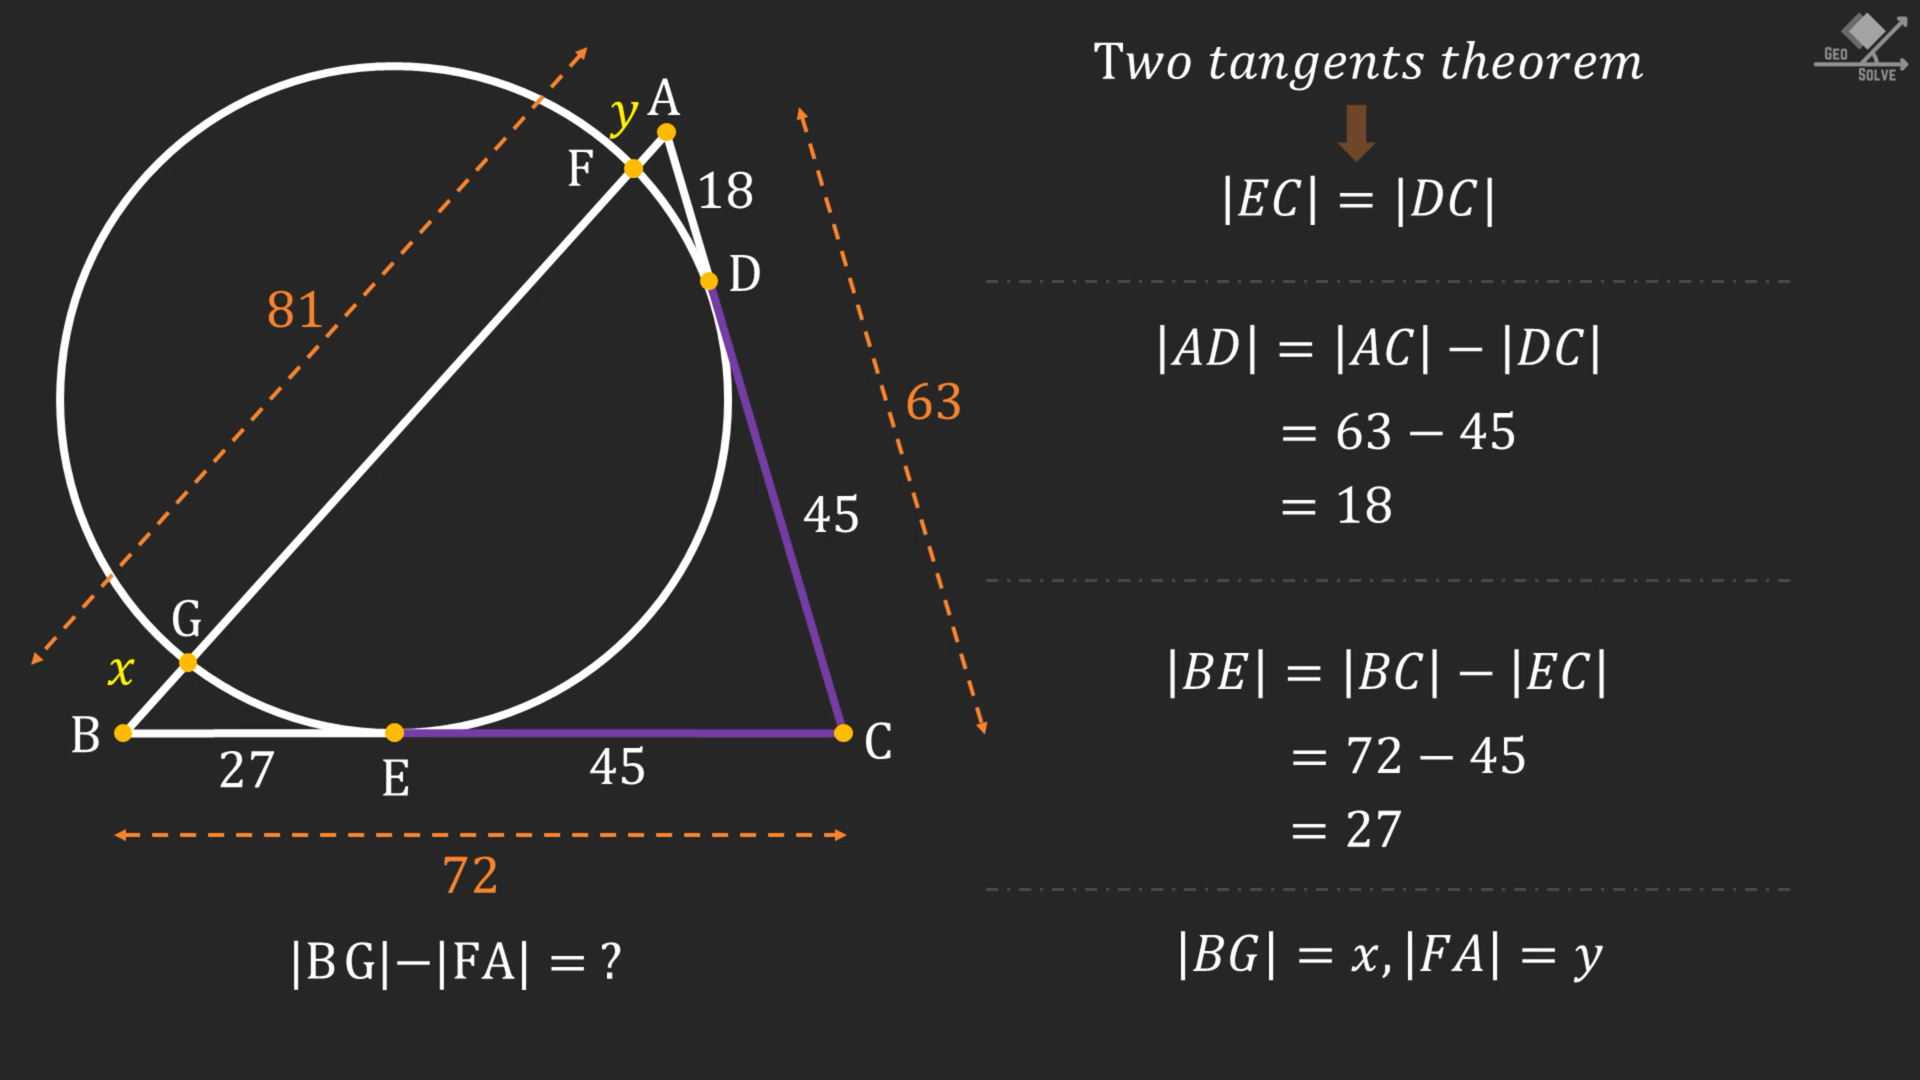 Two tangents theorem
GEO
SOLVE
|EC| = |DC|
|AD| = |AC| − |DC|
= 63 − 45
= 18
|BE| = |BC| − |EC|
= 72 − 45
= 27
|BG| = x, |FA| = y
y
A
F
18
D
81
63
45
G
x
B
C
27
E
45
72
|BG|−|FA| = ?